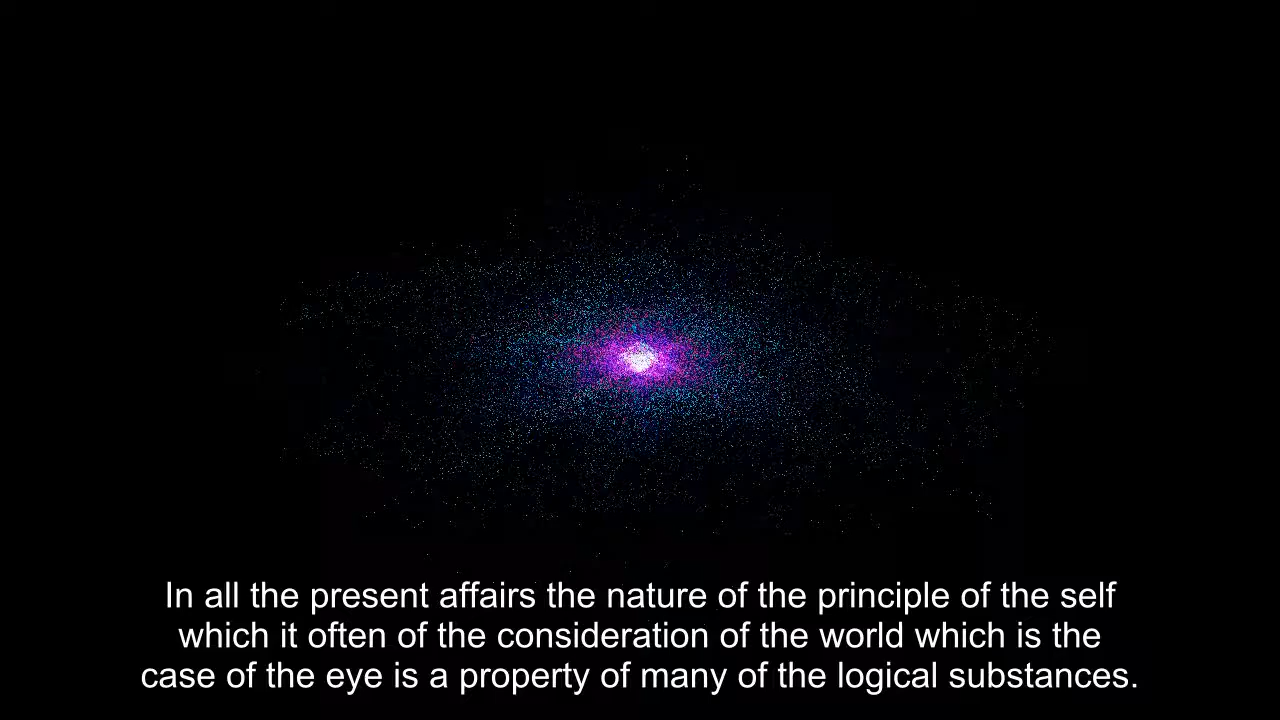 In all the present affairs the nature of the principle of the self
which it often of the consideration of the world which is the
case of the eye is a property of many of the logical substances.